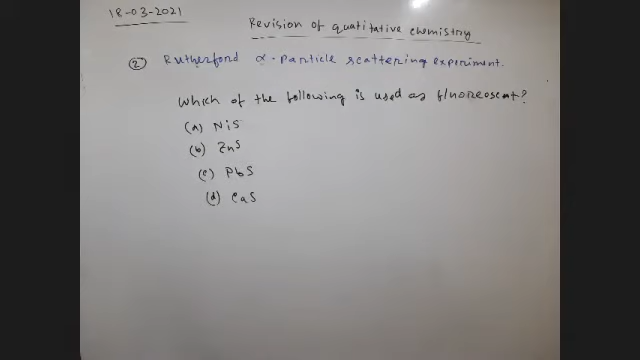 18-03-2021
Revision of quatitative chemistry
② Rutherford α-Particle scattering experiment.
Which of the following is used as fluoreoscent?
(a) NiS
(b) ZnS
(c) PbS
(d) CaS